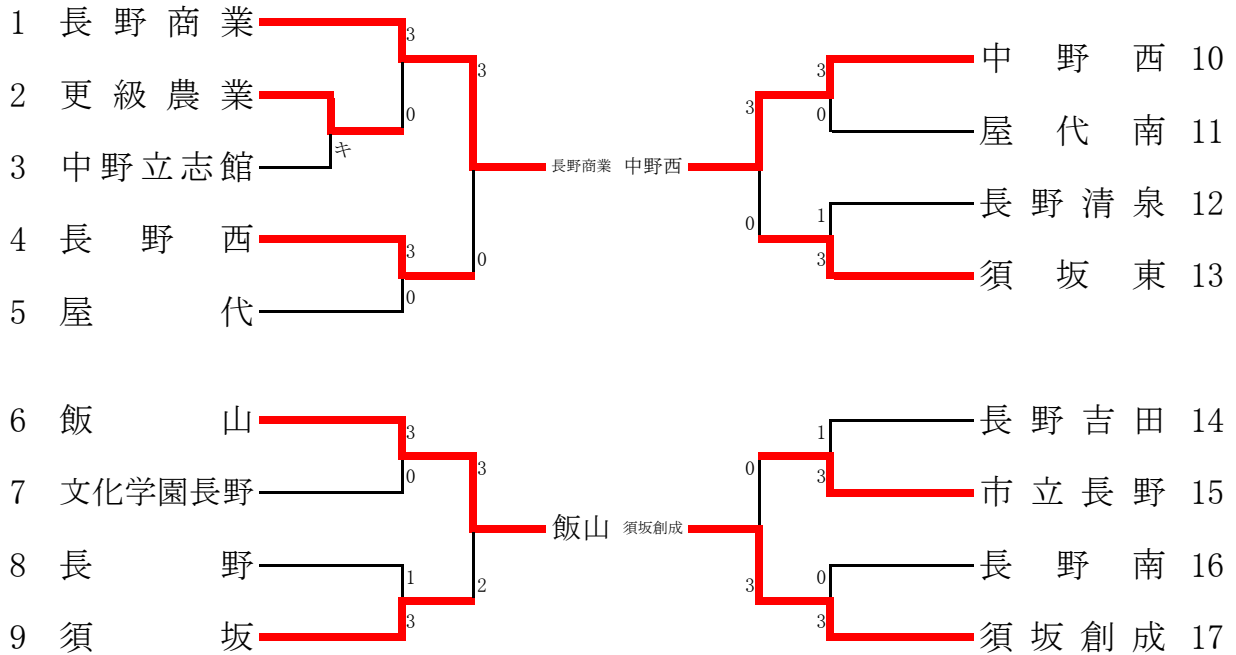 1 長野商業
3
2 更級農業
0
キ
3 中野立志館
3
4 長野西
3
0
0
5 屋代
長野商業 中野西
中野西 10
3
0
屋代南 11
3
長野清泉 12
1
0
3
須坂東 13
6 飯山
3
0
7 文化学園長野
3
8 長野
1
2
3
9 須坂
飯山 須坂創成
長野吉田 14
1
0
3
市立長野 15
長野南 16
0
3
3
須坂創成 17